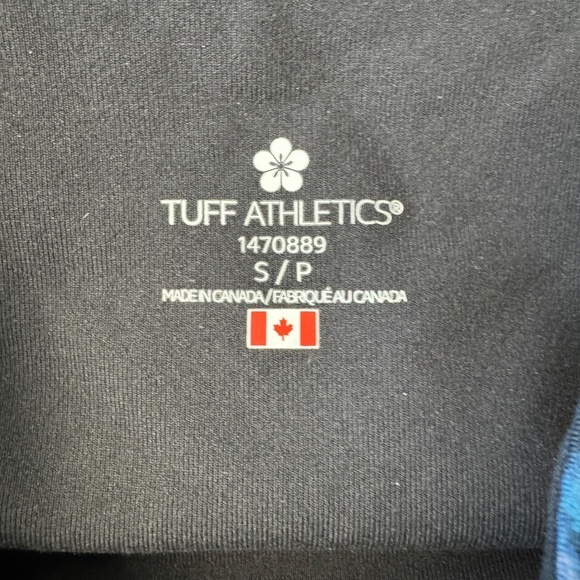 TUFF ATHLETICS®
1470889
S / P
MADE IN CANADA / FABRIQUÉ AU CANADA